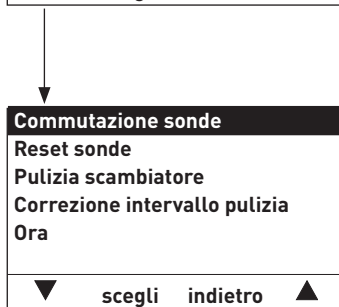 Commutazione sonde
Reset sonde
Pulizia scambiatore
Correzione intervallo pulizia
Ora
▼ scegli indietro ▲